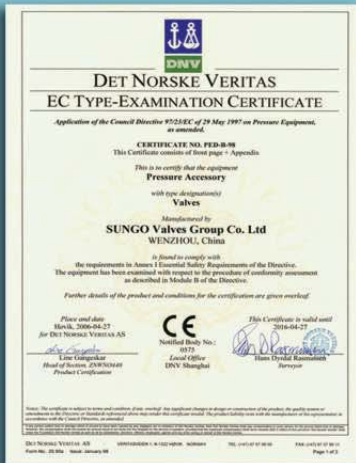 DNV
DET NORSKE VERITAS
EC TYPE-EXAMINATION CERTIFICATE
Application of the Council Directive 97/23/EC of 29 May 1997 on Pressure Equipment,
as amended.
CERTIFICATE NO. PED-B-98
This Certificate consists of front page + Appendix
This is to certify that the equipment
Pressure Accessory
with type designation(s)
Valves
Manufactured by
SUNGO Valves Group Co. Ltd
WENZHOU, China
is found to comply with
the requirements in Annex I Essential Safety Requirements of the Directive.
The equipment has been examined with respect to the procedure of conformity assessment
as described in Module B of the Directive.
Further details of the product and conditions for the certification are given overleaf.
Place and date
Høvik, 2006-04-27
for DET NORSKE VERITAS AS
Head of Section, ZNWNO440
Product Certification
CE
Notified Body No.:
0575
Local Office
DNV Shanghai
This Certificate is valid until
2016-04-27
Hans Dyrdal Rasmussen
Surveyor
DET NORSKE VERITAS AS
Page 1 of 2